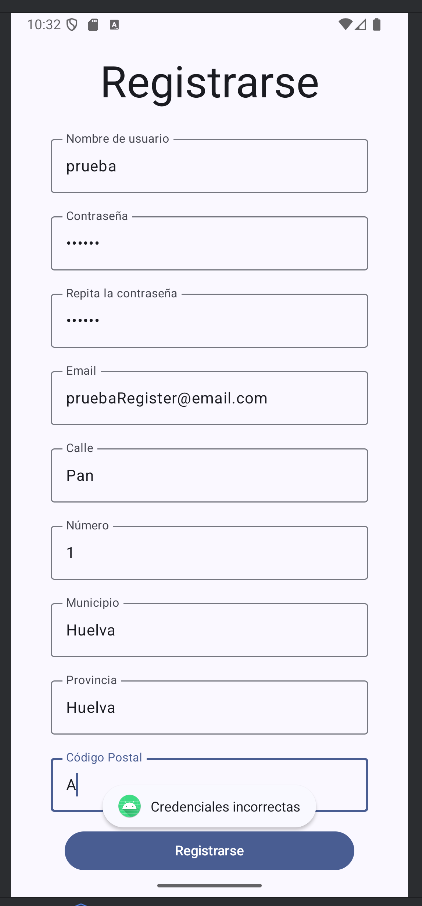 10:32
Registrarse
Nombre de usuario
prueba
Contraseña
••••••
Repita la contraseña
••••••
Email
pruebaRegister@email.com
Calle
Pan
Número
1
Municipio
Huelva
Provincia
Huelva
Código Postal
A
Credenciales incorrectas
Registrarse